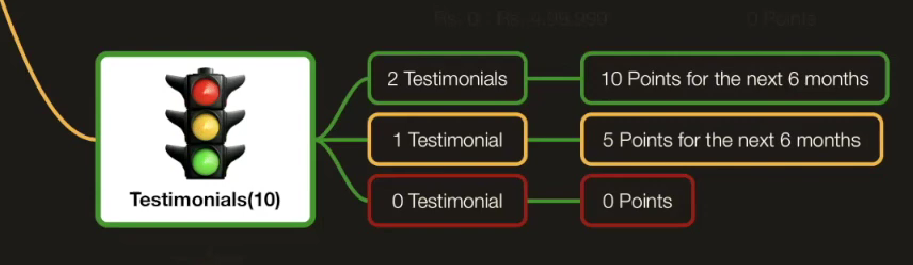 Rs. 0 Rs. 4,99,999 0 Points
Testimonials(10)
2 Testimonials 10 Points for the next 6 months
1 Testimonial 5 Points for the next 6 months
0 Testimonial 0 Points